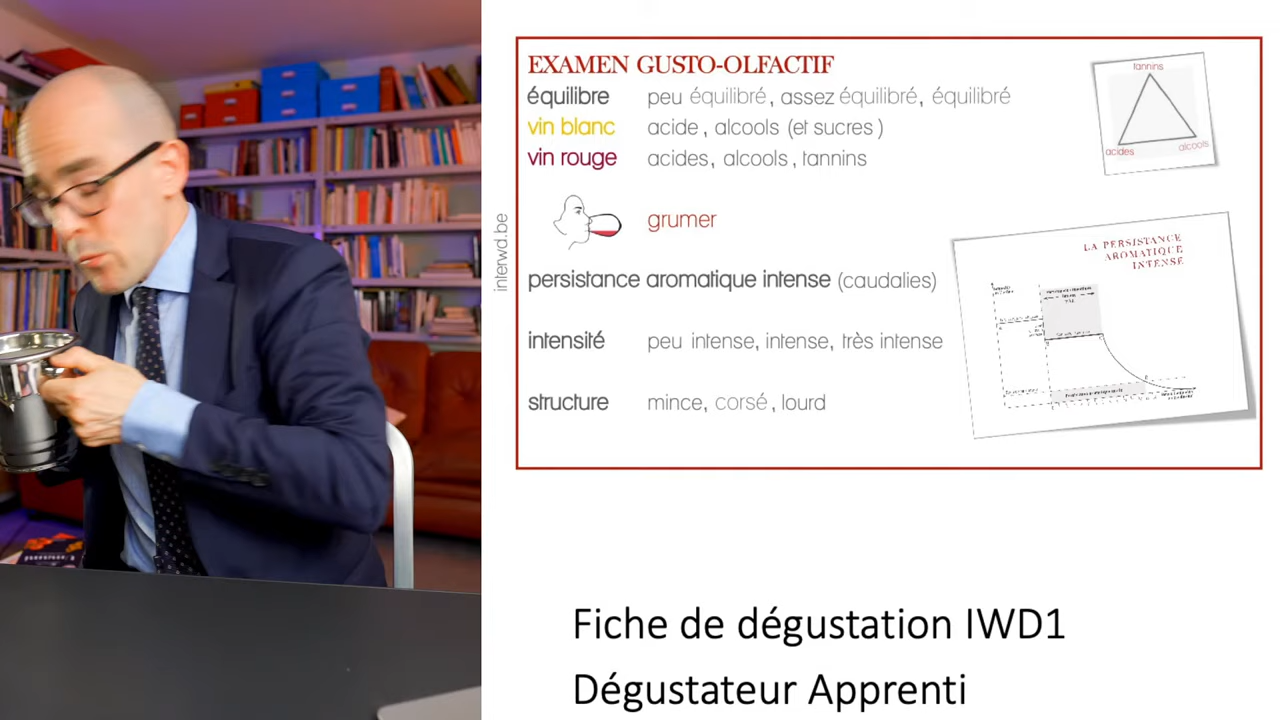 EXAMEN GUSTO-OLFACTIF
équilibre peu équilibré, assez équilibré, équilibré
vin blanc acide, alcools (et sucres)
vin rouge acides, alcools, tannins
grumer
persistance aromatique intense (caudalies)
intensité peu intense, intense, très intense
structure mince, corsé, lourd
interwd.be
tannins
acides
alcools
LA PERSISTANCE
AROMATIQUE
INTENSE
Fiche de dégustation IWD1
Dégustateur Apprenti